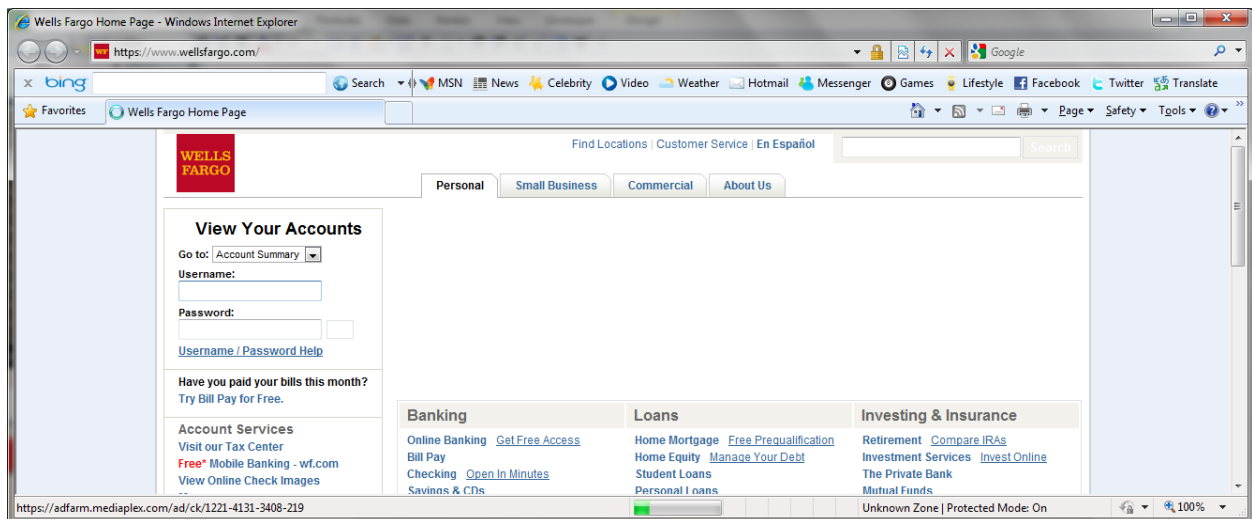 Wells Fargo Home Page - Windows Internet Explorer
https://www.wellsfargo.com/
Google
x bing Search MSN News Celebrity Video Weather Hotmail Messenger Games Lifestyle Facebook Twitter Translate
Favorites Wells Fargo Home Page Page Safety Tools
WELLS
FARGO
Find Locations | Customer Service | En Español
Search
Personal Small Business Commercial About Us
View Your Accounts
Go to: Account Summary
Username:
Password:
Username / Password Help
Have you paid your bills this month?
Try Bill Pay for Free.
Account Services
Visit our Tax Center
Free* Mobile Banking - wf.com
View Online Check Images
Banking
Online Banking Get Free Access
Bill Pay
Checking Open In Minutes
Savings & CDs
Loans
Home Mortgage Free Prequalification
Home Equity Manage Your Debt
Student Loans
Personal Loans
Investing & Insurance
Retirement Compare IRAs
Investment Services Invest Online
The Private Bank
Mutual Funds
https://adfarm.mediaplex.com/ad/ck/1221-4131-3408-219
Unknown Zone | Protected Mode: On
100%